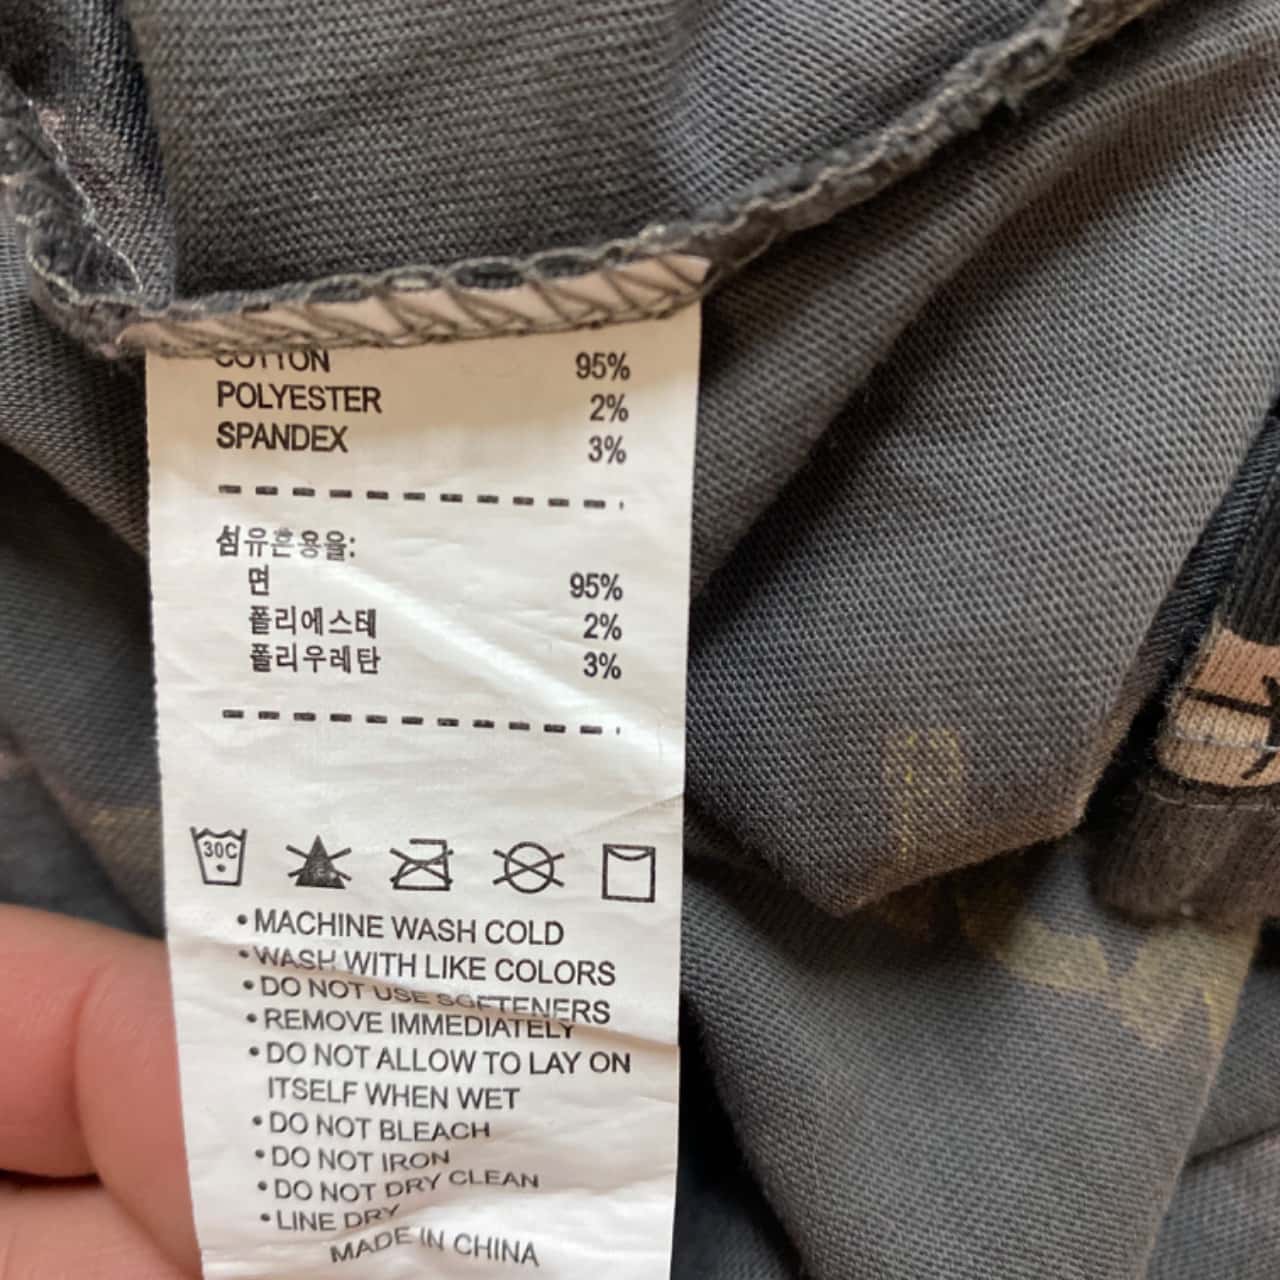 COTTON 95%
POLYESTER 2%
SPANDEX 3%
섬유혼용율:
면 95%
폴리에스테 2%
폴리우레탄 3%
30C
• MACHINE WASH COLD
• WASH WITH LIKE COLORS
• DO NOT USE SOFTENERS
• REMOVE IMMEDIATELY
• DO NOT ALLOW TO LAY ON
ITSELF WHEN WET
• DO NOT BLEACH
• DO NOT IRON
• DO NOT DRY CLEAN
• LINE DRY
MADE IN CHINA